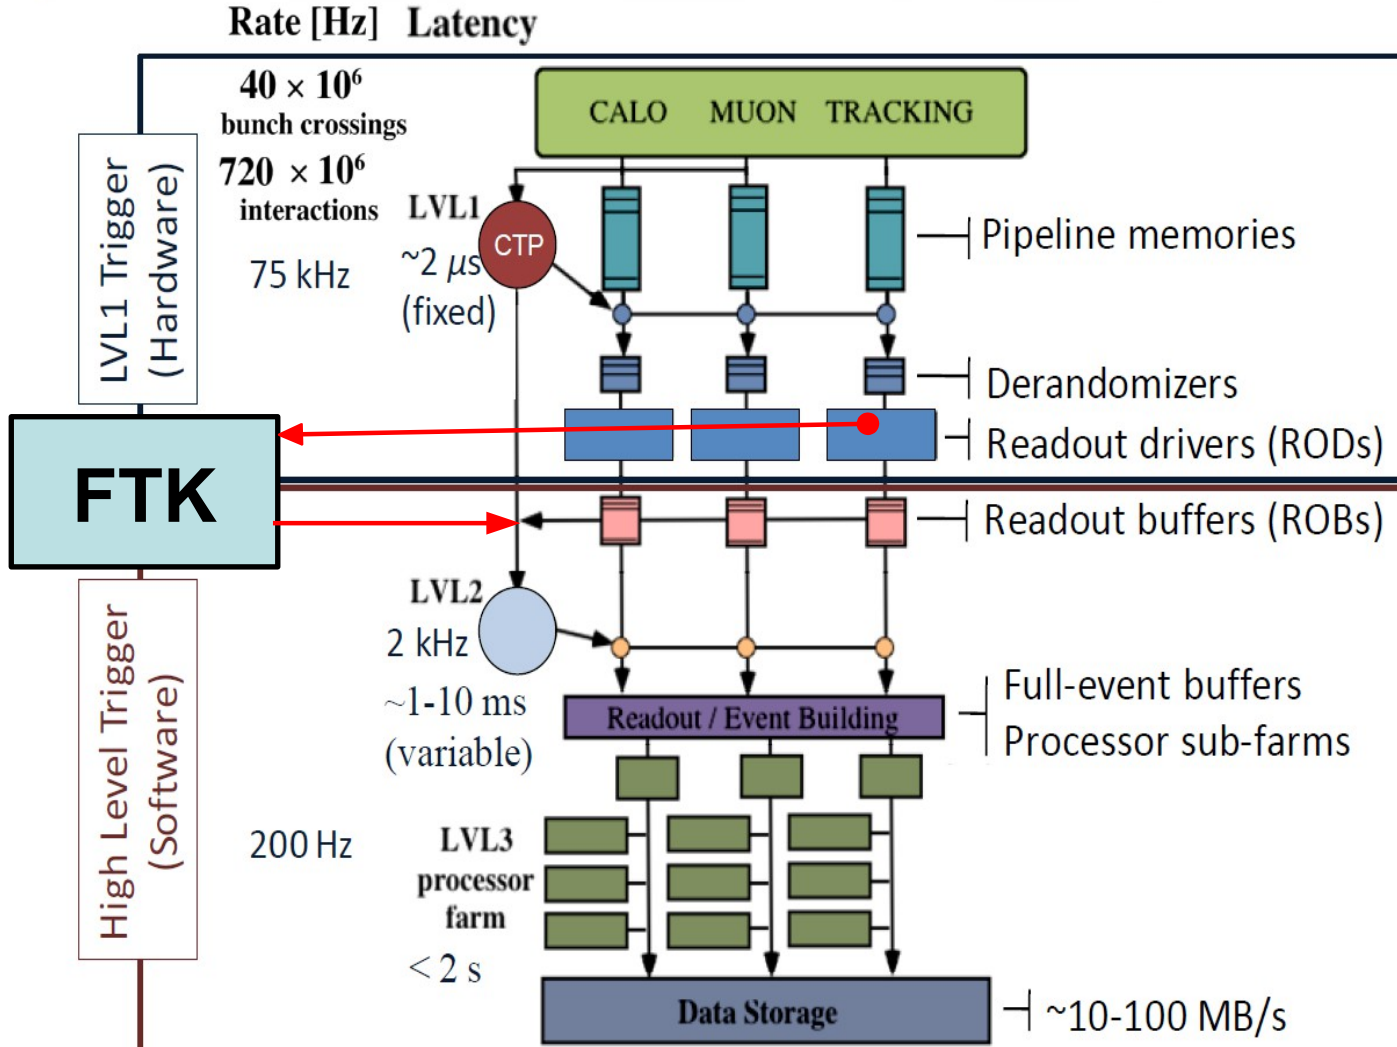 Rate [Hz] Latency
40 × 10⁶
bunch crossings
720 × 10⁶
interactions
75 kHz
LVL1 Trigger
(Hardware)
CALO MUON TRACKING
LVL1
CTP
~2 μs
(fixed)
Pipeline memories
Derandomizers
Readout drivers (RODs)
FTK
Readout buffers (ROBs)
High Level Trigger
(Software)
LVL2
2 kHz
~1-10 ms
(variable)
Readout / Event Building
Full-event buffers
Processor sub-farms
200 Hz
LVL3
processor
farm
< 2 s
Data Storage
~10-100 MB/s